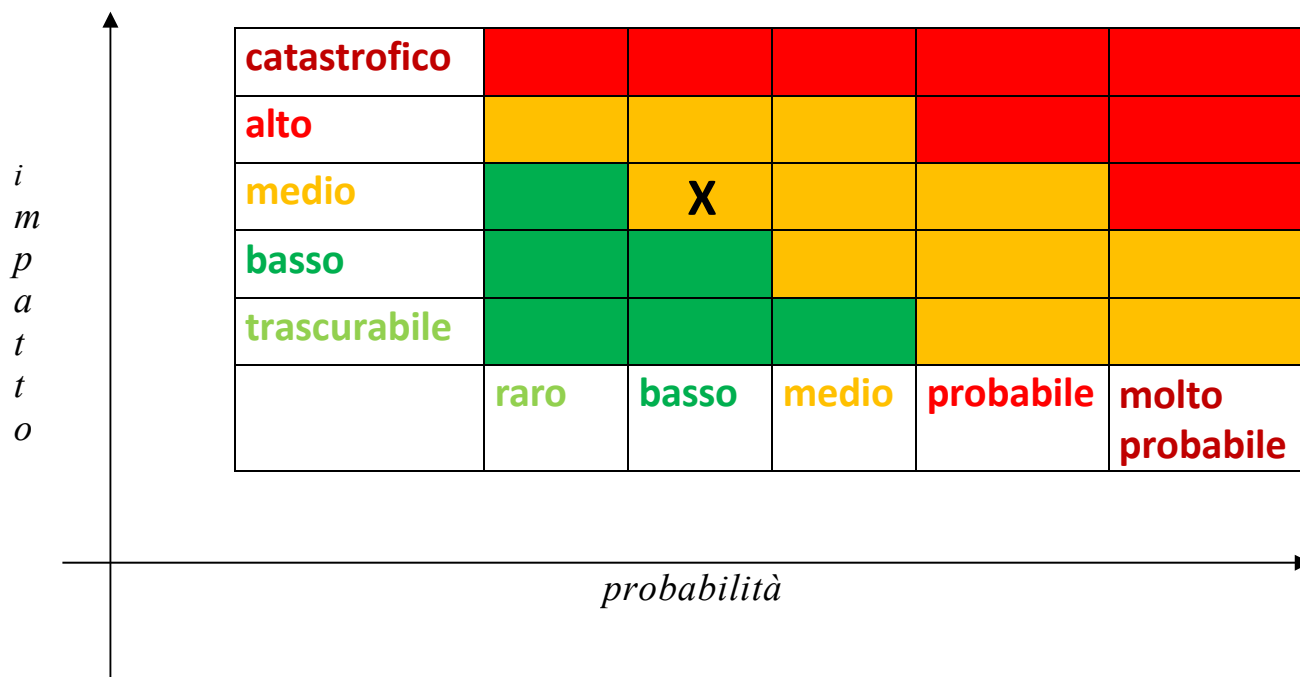 catastrofico
alto
medio
X
basso
trascurabile
raro
basso
medio
probabile
molto
probabile
i
m
p
a
t
t
o
probabilità